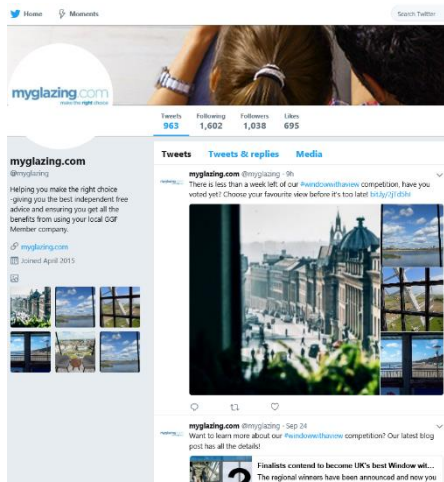 Home
Moments
Search Twitter
myglazing.com
make the right choice
Tweets
963
Following
1,602
Followers
1,038
Likes
695
myglazing.com
@myglazing
Helping you make the right choice
-giving you the best independent free
advice and ensuring you get all the
benefits from using your local GGF
Member company.
myglazing.com
Joined April 2015
Tweets
Tweets & replies
Media
myglazing.com @myglazing · 9h
There is less than a week left of our #windowwithaview competition, have you
voted yet? Choose your favourite view before it's too late!
myglazing.com @myglazing · Sep 24
Want to learn more about our #windowwithaview competition? Our latest blog
post has all the details!
Finalists contend to become UK's best Window wit...
The regional winners have been announced and now you